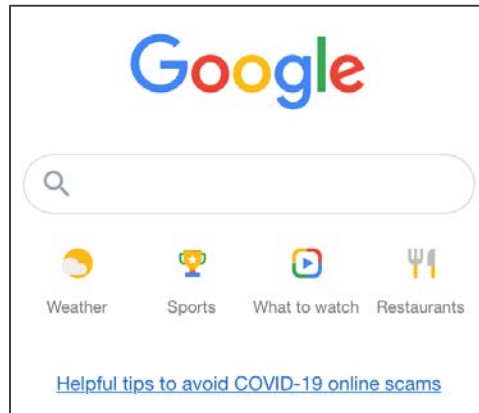 Google
Weather Sports What to watch Restaurants
Helpful tips to avoid COVID-19 online scams